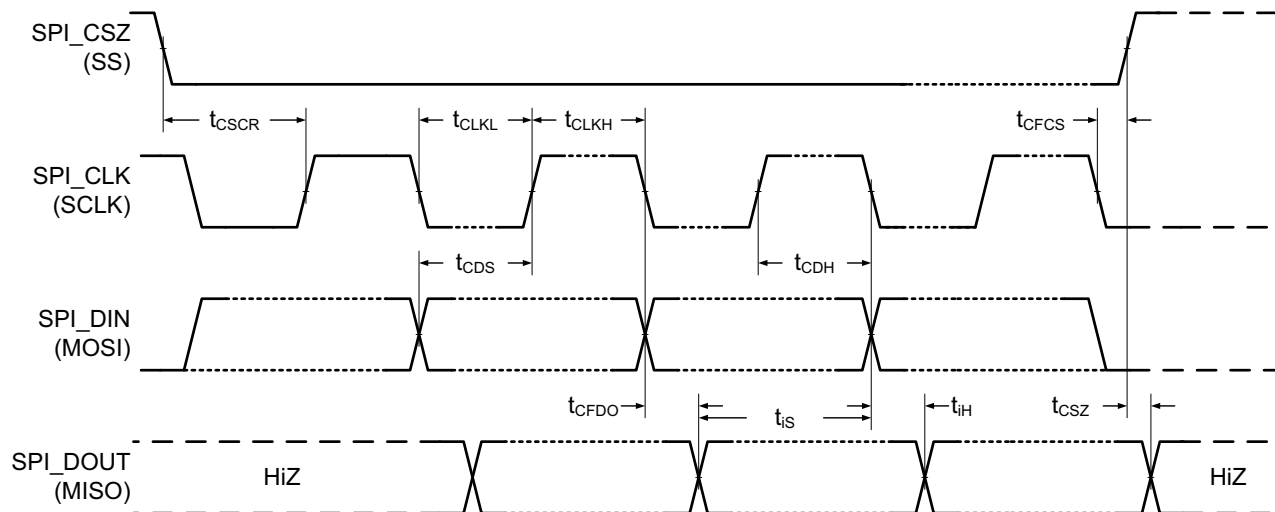 SPI_CSZ
(SS)
tCSCR
tCLKL
tCLKH
tCFCS
SPI_CLK
(SCLK)
tCDS
tCDH
SPI_DIN
(MOSI)
tCFDO
tiS
tiH
tCSZ
SPI_DOUT
(MISO)
HiZ
HiZ